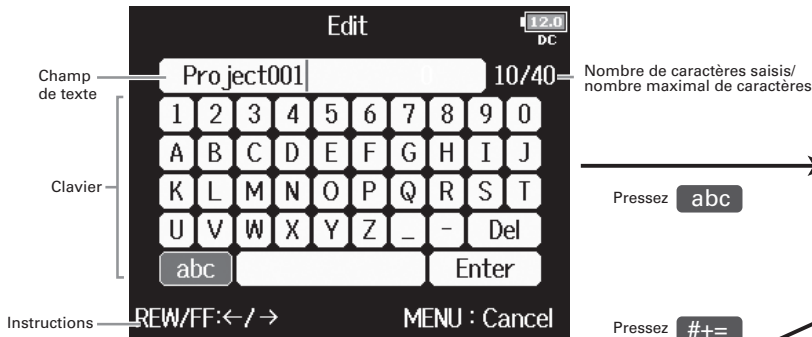 Edit
12.0
DC
Champ
de texte
Project001
10/40
Nombre de caractères saisis/
nombre maximal de caractères
1 2 3 4 5 6 7 8 9 0
A B C D E F G H I J
Clavier
K L M N O P Q R S T
Pressez abc
U V W X Y Z _ - Del
abc Enter
Instructions
REW/FF:←/→ MENU : Cancel
Pressez #+=